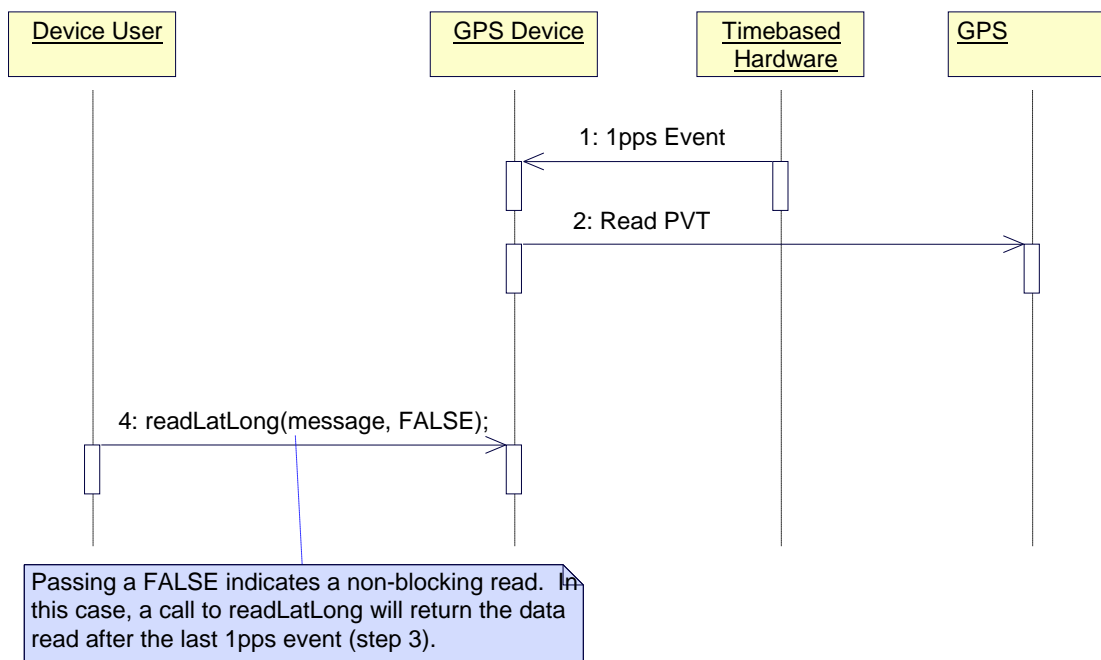 Device User
GPS Device
Timebased
Hardware
GPS
1: 1pps Event
2: Read PVT
4: readLatLong(message, FALSE);
Passing a FALSE indicates a non-blocking read.  In
this case, a call to readLatLong will return the data
read after the last 1pps event (step 3).